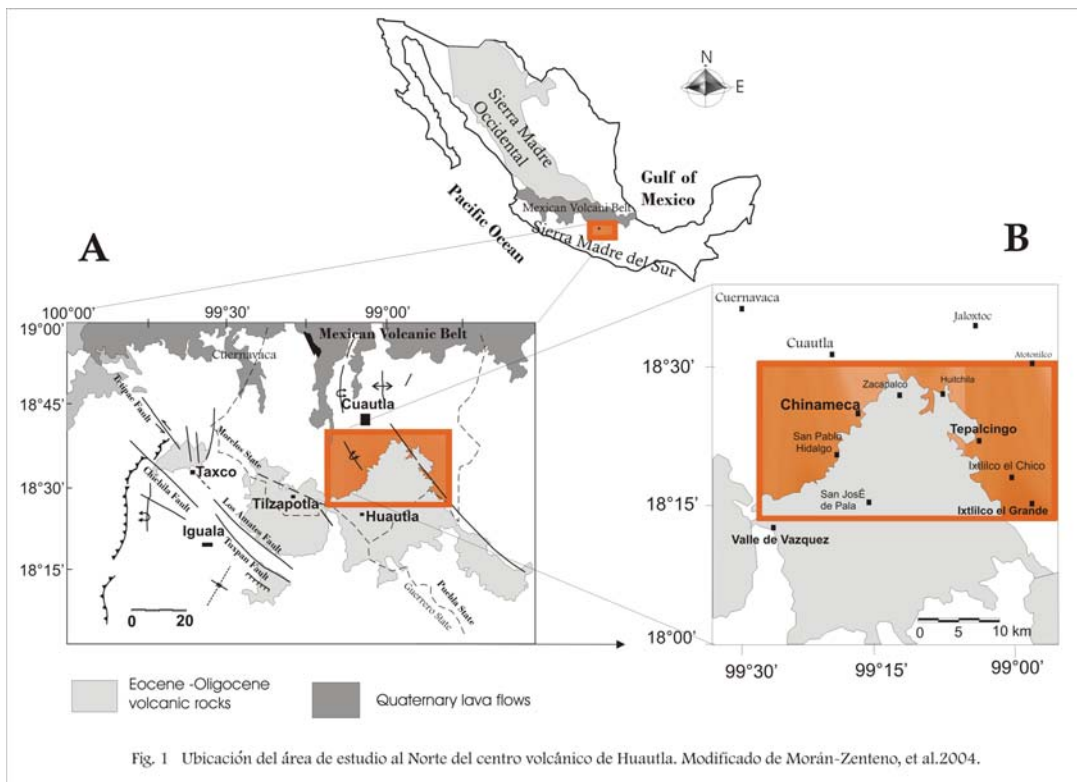 N
E
Sierra Madre
Occidental
Gulf of
Mexico
Mexican Volcani Belt
Pacific Ocean
Sierra Madre del Sur
A
100°00'
99°30'
99°00'
19°00'
18°45'
18°30'
18°15'
Mexican Volcanic Belt
Cuernavaca
Cuautla
Morelos State
Taxco
Chichila Fault
Tilzapotla
Los Amates Fault
Huautla
Iguala
Tuxpan Fault
Puebla State
Guerrero State
0 20
B
Cuernavaca
Jaloxtoc
Cuautla
Atotonilco
18°30'
Zacapalco
Huitchila
Chinameca
Tepalcingo
San Pablo
Hidalgo
Ixtlilco el Chico
18°15'
San JosÉ
de Pala
Ixtlilco el Grande
Valle de Vazquez
0 5 10 km
18°00'
99°30'
99°15'
99°00'
Eocene -Oligocene
volcanic rocks
Quaternary lava flows
Fig. 1 Ubicación del área de estudio al Norte del centro volcánico de Huautla. Modificado de Morán-Zenteno, et al.2004.